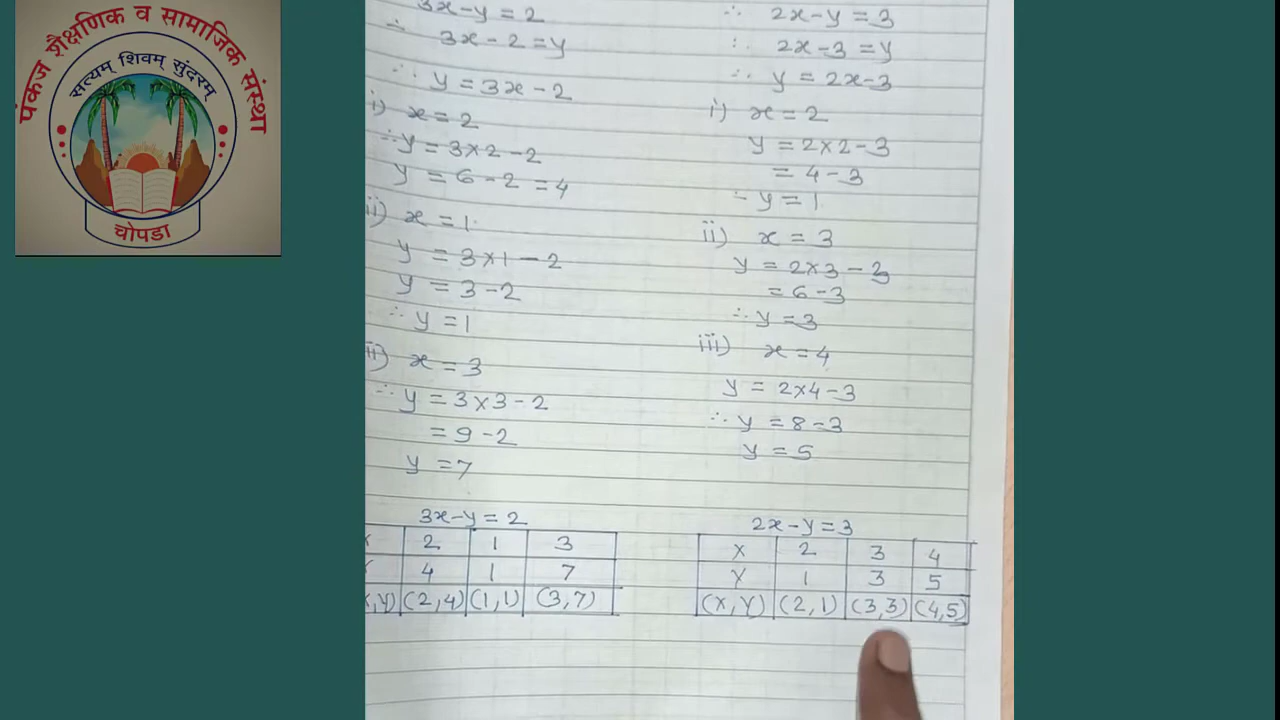 पंकज शैक्षणिक व सामाजिक संस्था
सत्यम् शिवम् सुंदरम्
चोपडा
3x-y = 2
∴ 3x-2 = y
∴ y = 3x-2
i) x = 2
∴ y = 3×2-2
y = 6-2 = 4
ii) x = 1
y = 3×1-2
y = 3-2
∴ y = 1
x = 3
∴ y = 3×3-2
= 9-2
y = 7
3x-y = 2
2 1 3
4 1 7
(2,4) (1,1) (3,7)
∴ 2x-y = 3
∴ 2x-3 = y
∴ y = 2x-3
i) x = 2
y = 2×2-3
= 4-3
∴ y = 1
ii) x = 3
y = 2×3-3
= 6-3
∴ y = 3
iii) x = 4
y = 2×4-3
∴ y = 8-3
y = 5
2x-y = 3
X 2 3 4
Y 1 3 5
(X,Y) (2,1) (3,3) (4,5)